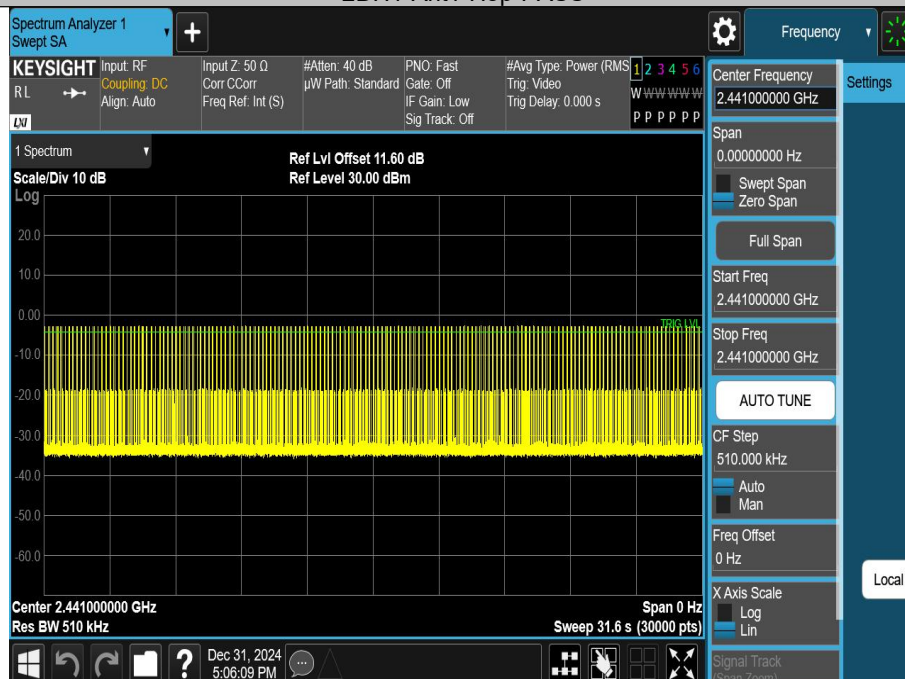 Spectrum Analyzer 1
Swept SA
+
Frequency
KEYSIGHT
RL
LXI
Input: RF
Coupling: DC
Align: Auto
Input Z: 50 Ω
Corr CCorr
Freq Ref: Int (S)
#Atten: 40 dB
µW Path: Standard
PNO: Fast
Gate: Off
IF Gain: Low
Sig Track: Off
#Avg Type: Power (RMS
Trig: Video
Trig Delay: 0.000 s
1 2 3 4 5 6
W W W W W W
P P P P P P
1 Spectrum
Scale/Div 10 dB
Log
Ref Lvl Offset 11.60 dB
Ref Level 30.00 dBm
20.0
10.0
0.00
TRIG LVL
-10.0
-20.0
-30.0
-40.0
-50.0
-60.0
Center 2.441000000 GHz
Res BW 510 kHz
Span 0 Hz
Sweep 31.6 s (30000 pts)
Center Frequency
2.441000000 GHz
Settings
Span
0.00000000 Hz
Swept Span
Zero Span
Full Span
Start Freq
2.441000000 GHz
Stop Freq
2.441000000 GHz
AUTO TUNE
CF Step
510.000 kHz
Auto
Man
Freq Offset
0 Hz
Local
X Axis Scale
Log
Lin
Signal Track
(Span Zoom)
?
Dec 31, 2024
5:06:09 PM